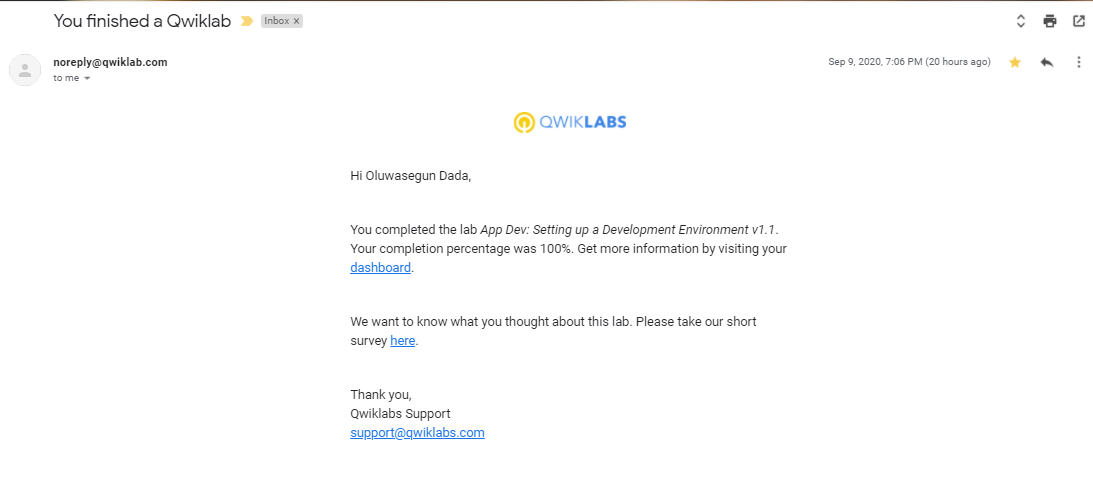 You finished a Qwiklab
Inbox x
noreply@qwiklab.com
Sep 9, 2020, 7:06 PM (20 hours ago)
to me
QWIKLABS
Hi Oluwasegun Dada,
You completed the lab App Dev: Setting up a Development Environment v1.1.
Your completion percentage was 100%. Get more information by visiting your
dashboard.
We want to know what you thought about this lab. Please take our short
survey here.
Thank you,
Qwiklabs Support
support@qwiklabs.com